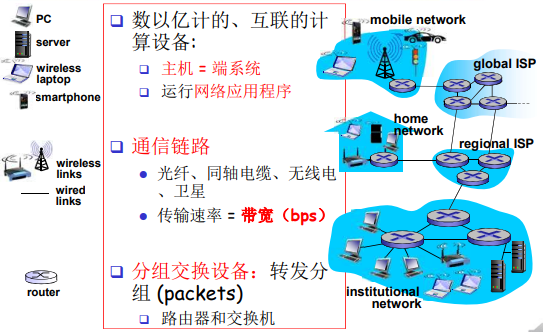 PC
server
wireless
laptop
smartphone
wireless
links
wired
links
router
数以亿计的、互联的计
算设备:
主机 = 端系统
运行网络应用程序
通信链路
光纤、同轴电缆、无线电
、卫星
传输速率 = 带宽（bps）
分组交换设备：转发分
组 (packets)
路由器和交换机
mobile network
global ISP
home
network
regional ISP
institutional
network